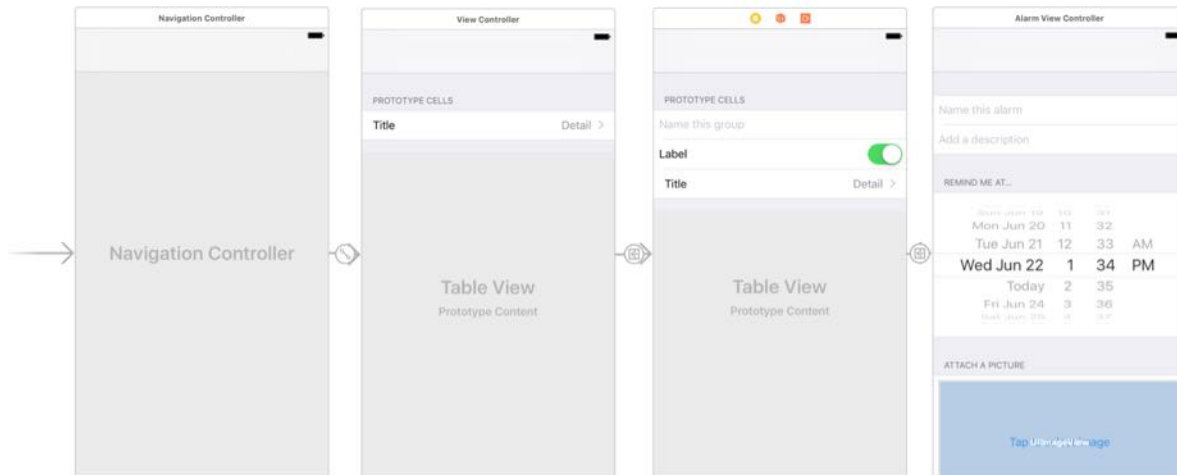 Navigation Controller
Navigation Controller
View Controller
PROTOTYPE CELLS
Title Detail >
Table View
Prototype Content
PROTOTYPE CELLS
Name this group
Label
Title Detail >
Table View
Prototype Content
Alarm View Controller
Name this alarm
Add a description
REMIND ME AT...
Mon Jun 20 11 32
Tue Jun 21 12 33 AM
Wed Jun 22 1 34 PM
Today 2 35
Fri Jun 24 3 36
ATTACH A PICTURE
Tap
UIImageView